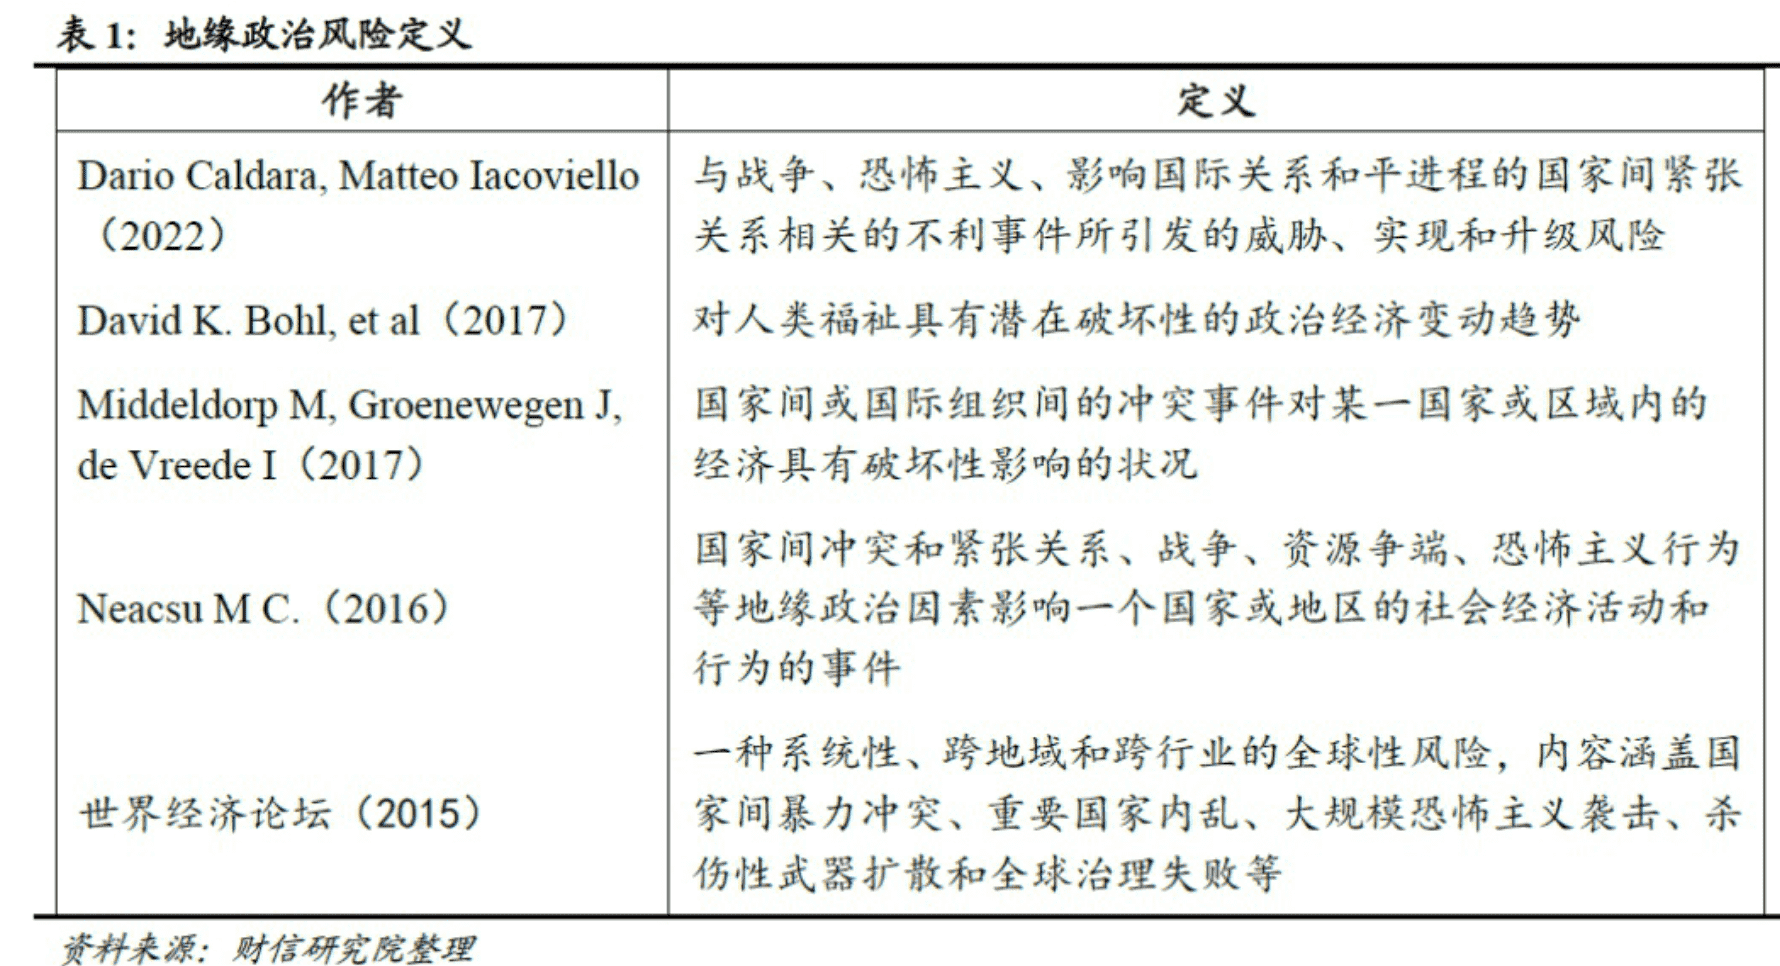 表 1：地缘政治风险定义
作者
定义
Dario Caldara, Matteo Iacoviello
（2022）
与战争、恐怖主义、影响国际关系和平进程的国家间紧张
关系相关的不利事件所引发的威胁、实现和升级风险
David K. Bohl, et al（2017）
对人类福祉具有潜在破坏性的政治经济变动趋势
Middeldorp M, Groenewegen J,
de Vreede I（2017）
国家间或国际组织间的冲突事件对某一国家或区域内的
经济具有破坏性影响的状况
Neacsu M C.（2016）
国家间冲突和紧张关系、战争、资源争端、恐怖主义行为
等地缘政治因素影响一个国家或地区的社会经济活动和
行为的事件
世界经济论坛（2015）
一种系统性、跨地域和跨行业的全球性风险，内容涵盖国
家间暴力冲突、重要国家内乱、大规模恐怖主义袭击、杀
伤性武器扩散和全球治理失败等
资料来源：财信研究院整理